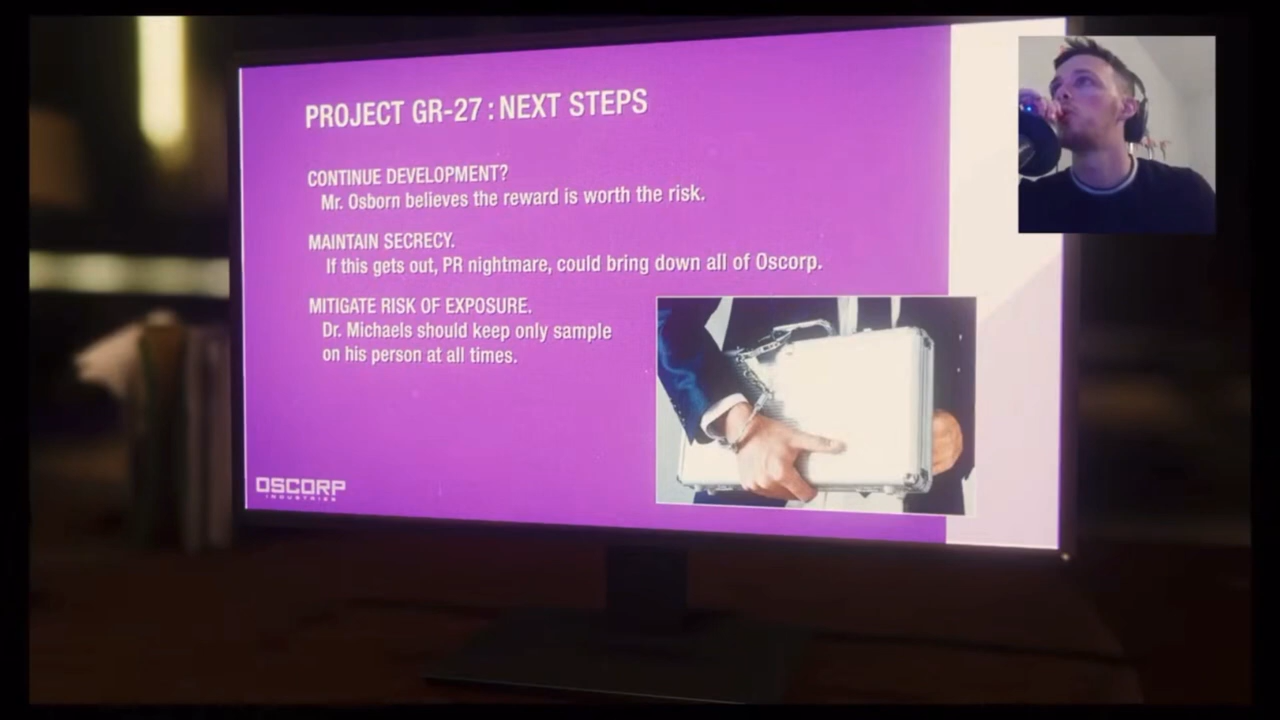 PROJECT GR-27 : NEXT STEPS
CONTINUE DEVELOPMENT?
Mr. Osborn believes the reward is worth the risk.
MAINTAIN SECRECY.
If this gets out, PR nightmare, could bring down all of Oscorp.
MITIGATE RISK OF EXPOSURE.
Dr. Michaels should keep only sample
on his person at all times.
OSCORP
INDUSTRIES